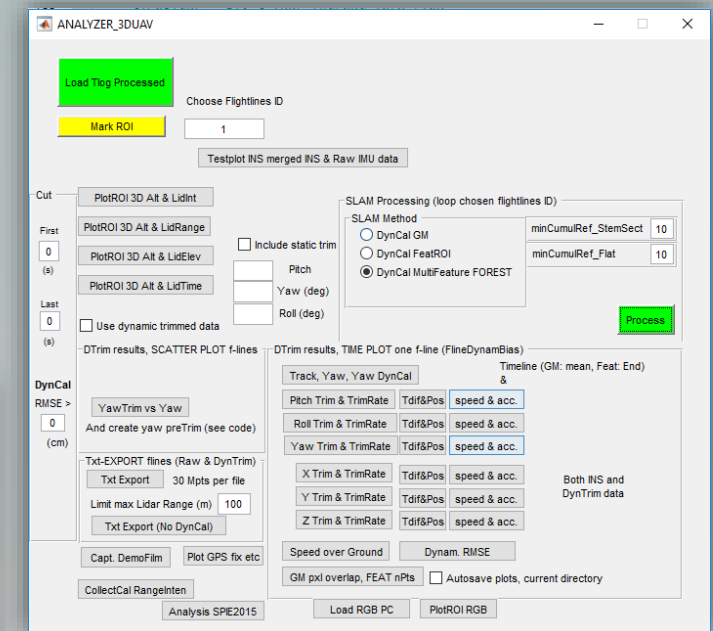 ANALYZER_3DUAV
Load Tlog Processed
Choose Flightlines ID
Mark ROI
1
Testplot INS merged INS & Raw IMU data
Cut
First
0
(s)
Last
0
(s)
DynCal
RMSE >
0
(cm)
PlotROI 3D Alt & LidInt
PlotROI 3D Alt & LidRange
PlotROI 3D Alt & LidElev
PlotROI 3D Alt & LidTime
Use dynamic trimmed data
Include static trim
Pitch
Yaw (deg)
Roll (deg)
SLAM Processing (loop chosen flightlines ID)
SLAM Method
DynCal GM
DynCal FeatROI
DynCal MultiFeature FOREST
minCumulRef_StemSect 10
minCumulRef_Flat 10
Process
DTrim results, SCATTER PLOT f-lines
YawTrim vs Yaw
And create yaw preTrim (see code)
Txt-EXPORT flines (Raw & DynTrim)
Txt Export 30 Mpts per file
Limit max Lidar Range (m) 100
Txt Export (No DynCal)
Capt. DemoFilm Plot GPS fix etc
CollectCal RangeInten
Analysis SPIE2015
DTrim results, TIME PLOT one f-line (FlineDynamBias)
Track, Yaw, Yaw DynCal
Timeline (GM: mean, Feat: End)
&
Pitch Trim & TrimRate Tdif&Pos speed & acc.
Roll Trim & TrimRate Tdif&Pos speed & acc.
Yaw Trim & TrimRate Tdif&Pos speed & acc.
X Trim & TrimRate Tdif&Pos speed & acc.
Y Trim & TrimRate Tdif&Pos speed & acc.
Z Trim & TrimRate Tdif&Pos speed & acc.
Both INS and
DynTrim data
Speed over Ground Dynam. RMSE
GM pxl overlap, FEAT nPts Autosave plots, current directory
Load RGB PC PlotROI RGB